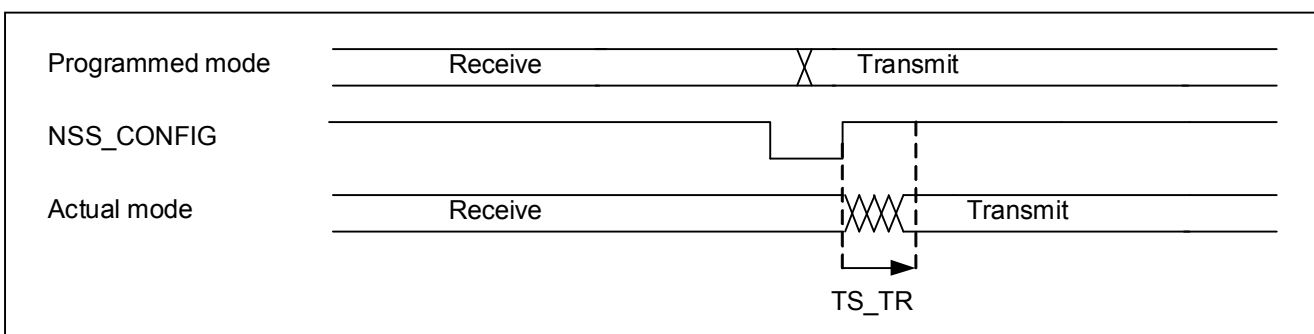 Programmed mode Receive Transmit
NSS_CONFIG
Actual mode Receive Transmit
TS_TR